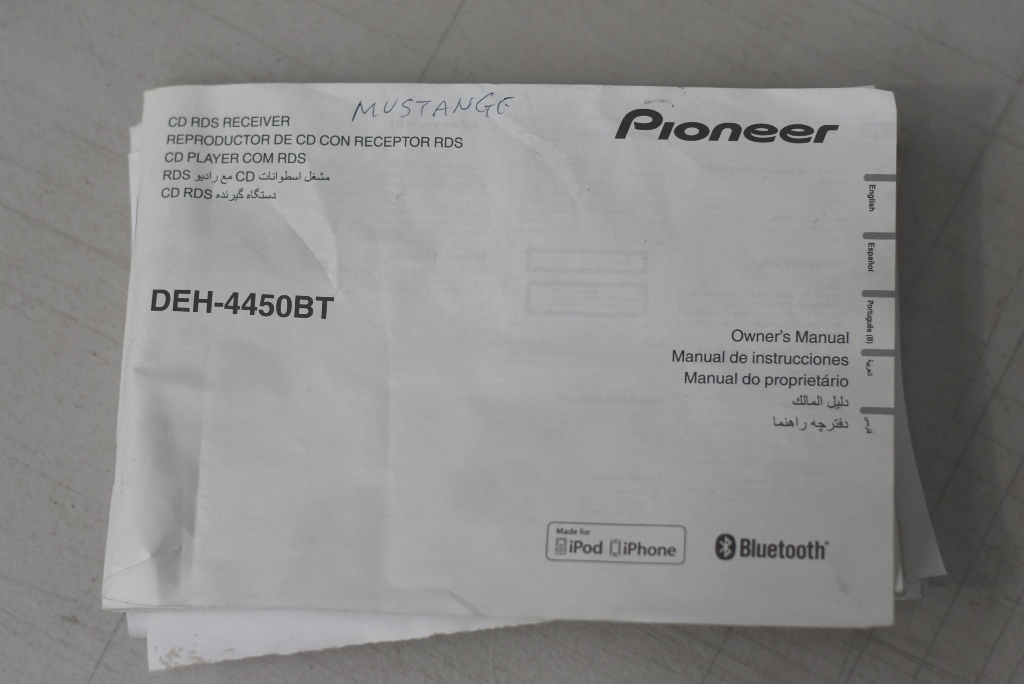 MUSTANGE
CD RDS RECEIVER
REPRODUCTOR DE CD CON RECEPTOR RDS
CD PLAYER COM RDS
مشغل اسطوانات CD مع راديو RDS
دستگاه گیرنده CD RDS
Pioneer
English
Español
Português (B)
العربية
فارسی
DEH-4450BT
Owner's Manual
Manual de instrucciones
Manual do proprietário
دليل المالك
دفترچه راهنما
Made for
iPod iPhone
Bluetooth®